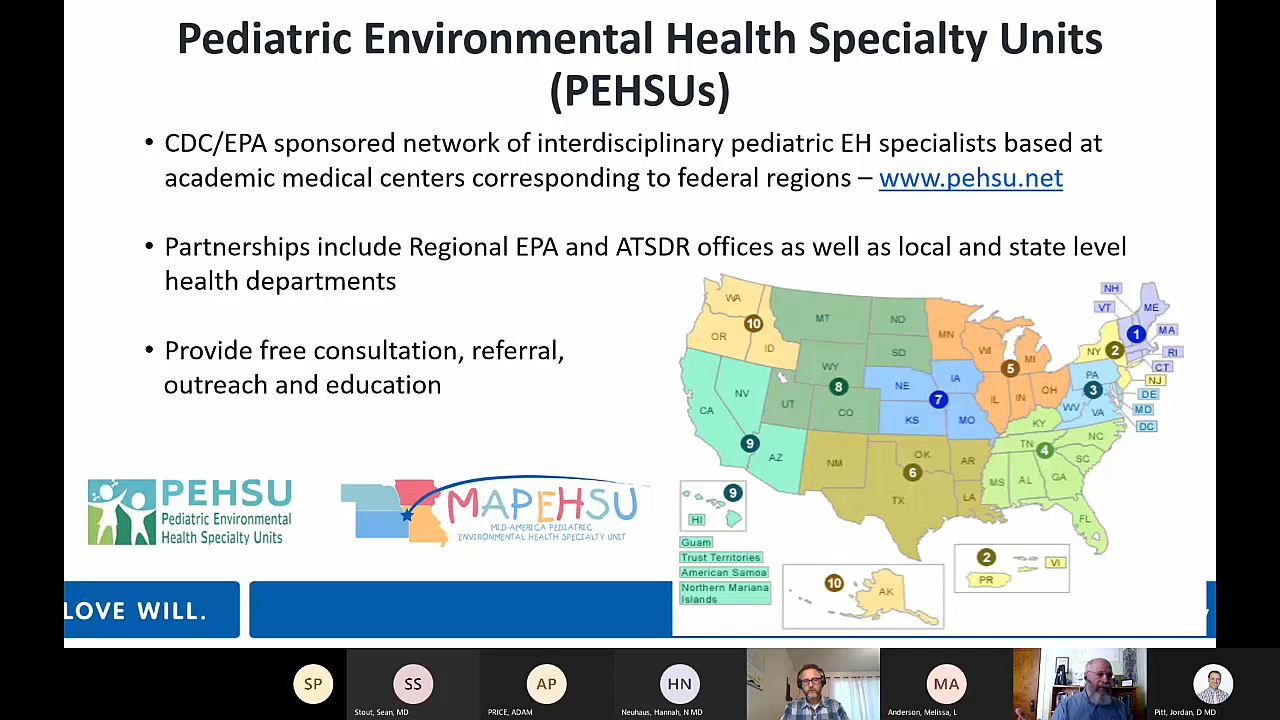 Pediatric Environmental Health Specialty Units
(PEHSUs)
• CDC/EPA sponsored network of interdisciplinary pediatric EH specialists based at
academic medical centers corresponding to federal regions – www.pehsu.net
• Partnerships include Regional EPA and ATSDR offices as well as local and state level
health departments
• Provide free consultation, referral,
outreach and education
WA
10
OR
ID
MT
ND
SD
WY
8
UT
CO
NV
CA
9
AZ
NE
IA
7
KS
MO
MN
WI
MI
5
IL
IN
OH
NH
VT
ME
1
MA
RI
CT
NY
2
NJ
PA
3
DE
MD
DC
WV
VA
KY
TN
4
NC
SC
MS
AL
GA
FL
NM
OK
6
AR
TX
LA
9
HI
Guam
Trust Territories
American Samoa
Northern Mariana
Islands
10
AK
2
PR
VI
PEHSU
Pediatric Environmental
Health Specialty Units
MAPEHSU
MID-AMERICA PEDIATRIC
ENVIRONMENTAL HEALTH SPECIALTY UNIT
LOVE WILL.
SP
SS
Stout, Sean, MD
AP
PRICE, ADAM
HN
Neuhaus, Hannah, N MD
MA
Anderson, Melissa, L
Pitt, Jordan, D MD